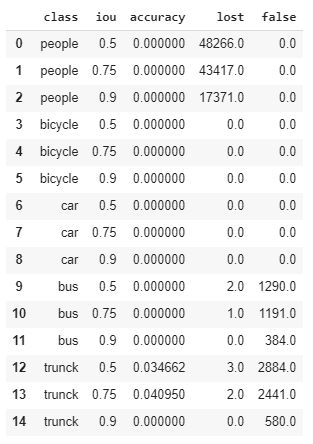 class iou accuracy lost false
0 people 0.5 0.000000 48266.0 0.0
1 people 0.75 0.000000 43417.0 0.0
2 people 0.9 0.000000 17371.0 0.0
3 bicycle 0.5 0.000000 0.0 0.0
4 bicycle 0.75 0.000000 0.0 0.0
5 bicycle 0.9 0.000000 0.0 0.0
6 car 0.5 0.000000 0.0 0.0
7 car 0.75 0.000000 0.0 0.0
8 car 0.9 0.000000 0.0 0.0
9 bus 0.5 0.000000 2.0 1290.0
10 bus 0.75 0.000000 1.0 1191.0
11 bus 0.9 0.000000 0.0 384.0
12 trunck 0.5 0.034662 3.0 2884.0
13 trunck 0.75 0.040950 2.0 2441.0
14 trunck 0.9 0.000000 0.0 580.0